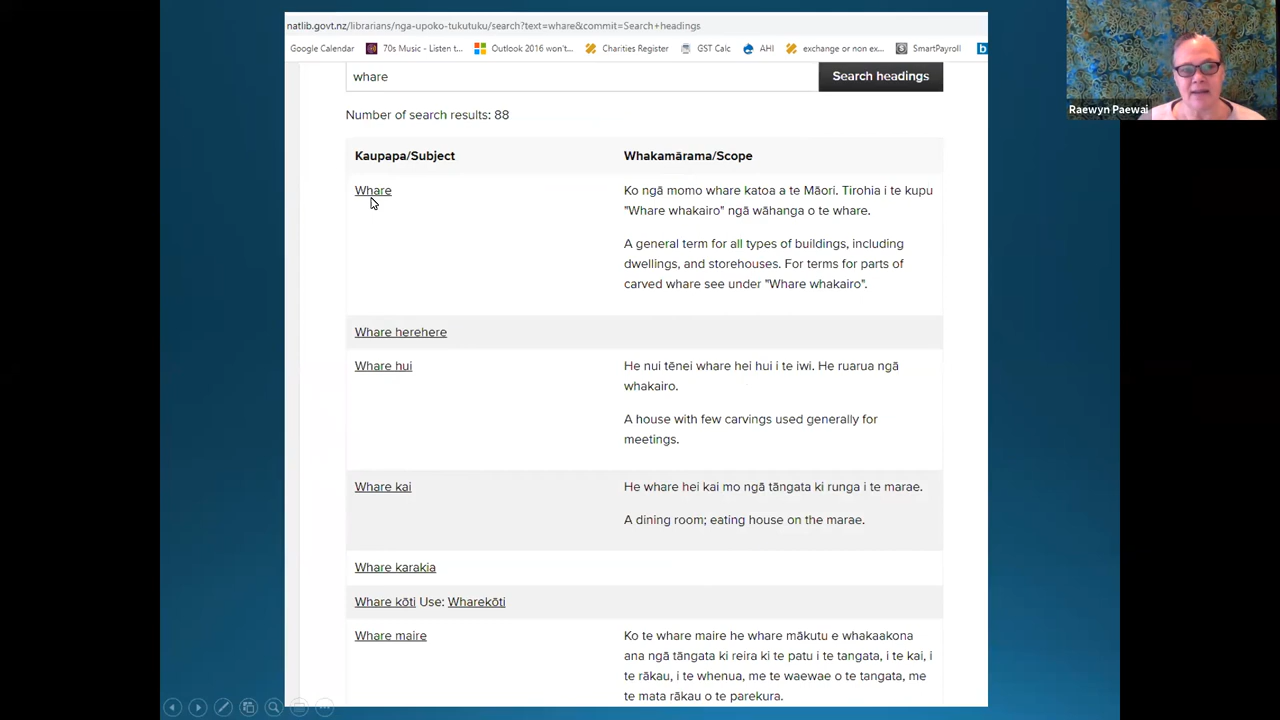 natlib.govt.nz/librarians/nga-upoko-tukutuku/search?text=whare&commit=Search+headings
Google Calendar 70s Music - Listen t... Outlook 2016 won't... Charities Register GST Calc AHI exchange or non ex... SmartPayroll b
whare Search headings
Raewyn Paewai
Number of search results: 88
Kaupapa/Subject Whakamārama/Scope
Whare Ko ngā momo whare katoa a te Māori. Tirohia i te kupu
"Whare whakairo" ngā wāhanga o te whare.
A general term for all types of buildings, including
dwellings, and storehouses. For terms for parts of
carved whare see under "Whare whakairo".
Whare herehere
Whare hui He nui tēnei whare hei hui i te iwi. He ruarua ngā
whakairo.
A house with few carvings used generally for
meetings.
Whare kai He whare hei kai mo ngā tāngata ki runga i te marae.
A dining room; eating house on the marae.
Whare karakia
Whare kōti Use: Wharekōti
Whare maire Ko te whare maire he whare mākutu e whakaakona
ana ngā tāngata ki reira ki te patu i te tangata, i te kai, i
te rākau, i te whenua, me te waewae o te tangata, me
te mata rākau o te parekura.